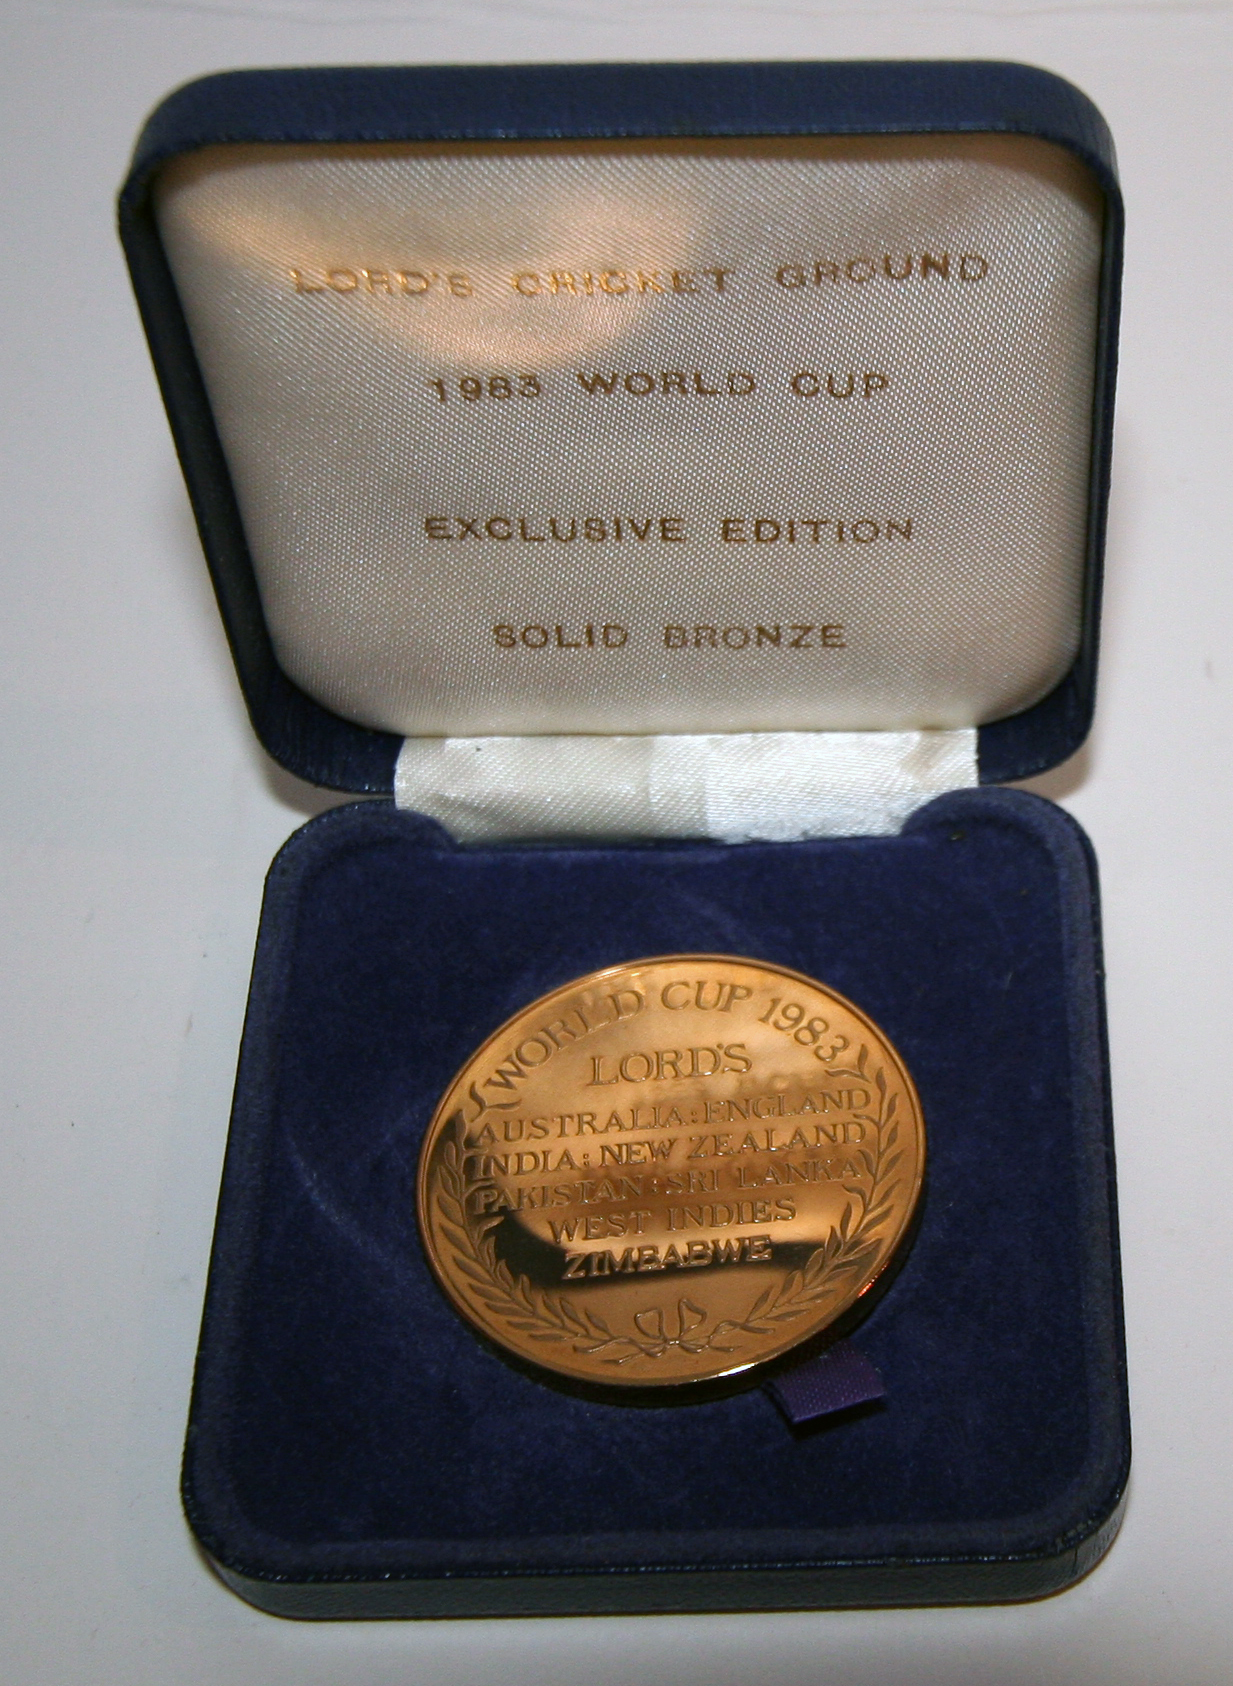 LORD'S CRICKET GROUND
1983 WORLD CUP
EXCLUSIVE EDITION
SOLID BRONZE
WORLD CUP 1983
LORD'S
AUSTRALIA:ENGLAND
INDIA:NEW ZEALAND
PAKISTAN:SRI LANKA
WEST INDIES
ZIMBABWE